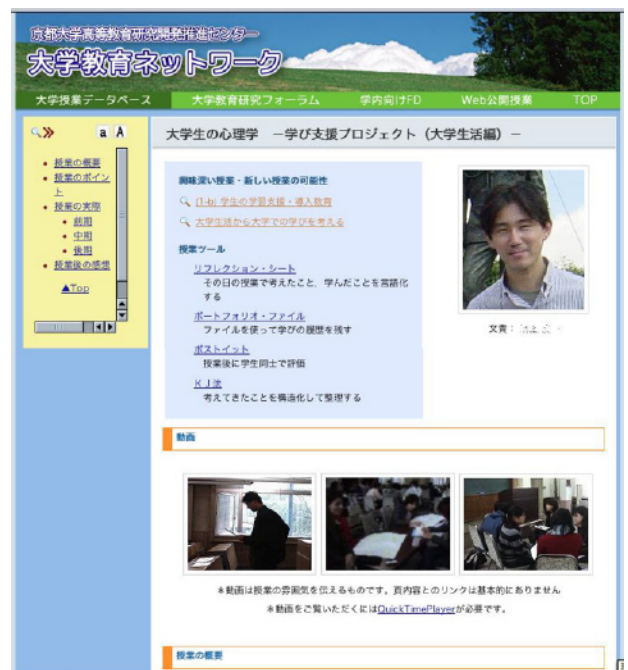 京都大学高等教育研究開発推進センター
大学教育ネットワーク
大学授業データベース 大学教育研究フォーラム 学内向けFD Web公開授業 TOP
a A
授業の概要
授業のポイン
ト
授業の実際
前期
中期
後期
授業後の感想
▲Top
大学生の心理学 －学び支援プロジェクト（大学生活編）－
興味深い授業・新しい授業の可能性
[1-b] 学生の学習支援・導入教育
大学生活から大学での学びを考える
授業ツール
リフレクション・シート
その日の授業で考えたこと、学んだことを言語化
する
ポートフォリオ・ファイル
ファイルを使って学びの履歴を残す
ポストイット
授業後に学生同士で評価
ＫＪ法
考えてきたことを構造化して整理する
文責：
動画
＊動画は授業の雰囲気を伝えるものです。頁内容とのリンクは基本的にありません
＊動画をご覧いただくにはQuickTimePlayerが必要です。
授業の概要